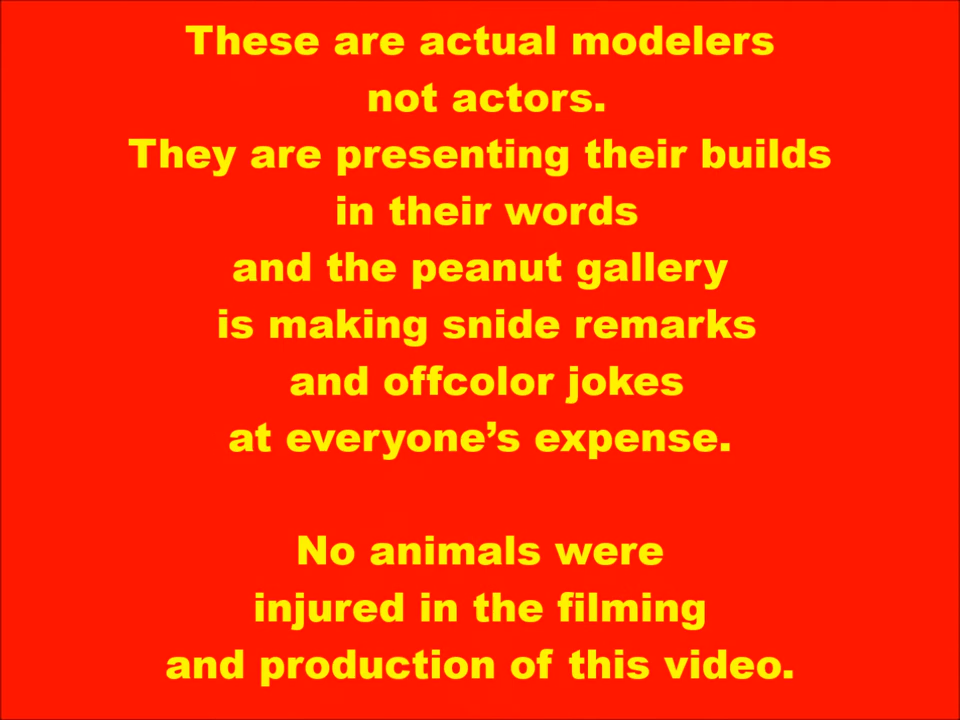 These are actual modelers
not actors.
They are presenting their builds
in their words
and the peanut gallery
is making snide remarks
and offcolor jokes
at everyone’s expense.
No animals were
injured in the filming
and production of this video.